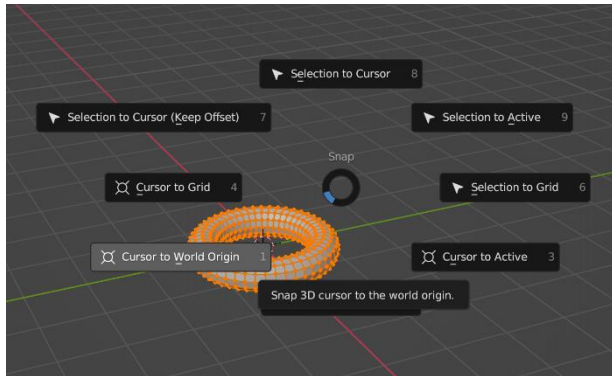 Selection to Cursor 8
Selection to Cursor (Keep Offset) 7
Selection to Active 9
Snap
Cursor to Grid 4
Selection to Grid 6
Cursor to World Origin 1
Cursor to Active 3
Snap 3D cursor to the world origin.